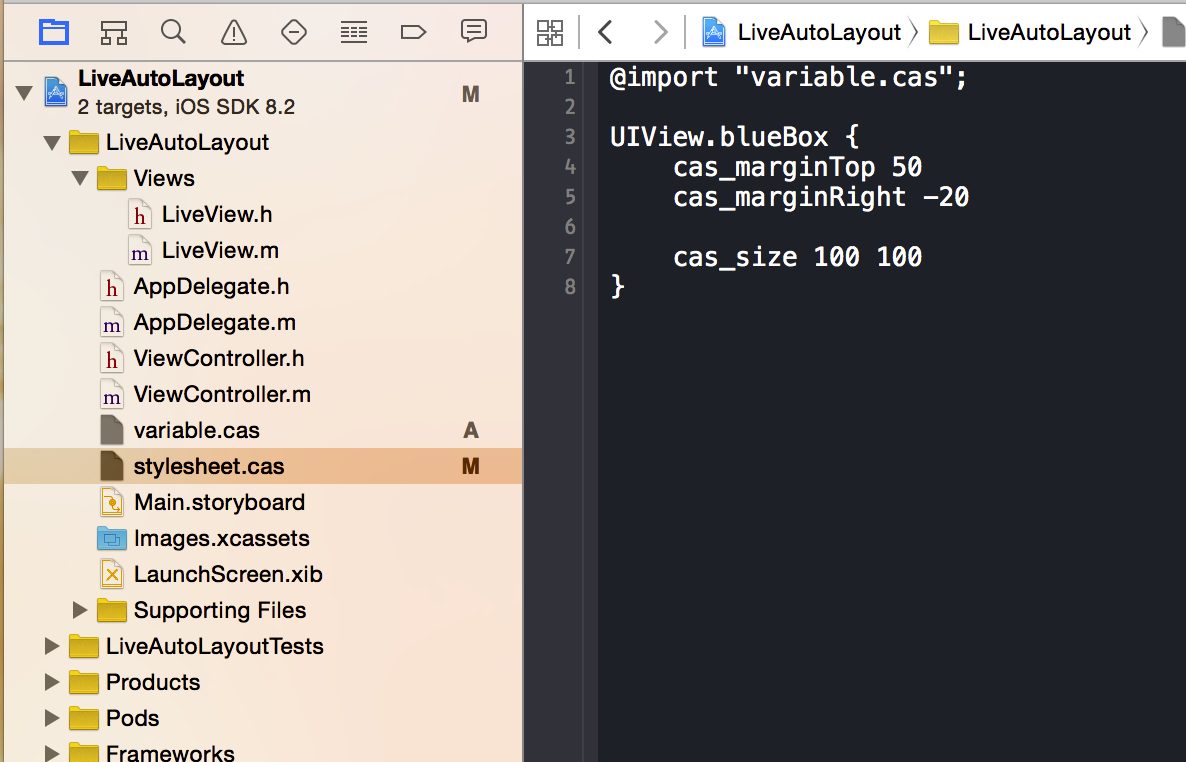 LiveAutoLayout
2 targets, iOS SDK 8.2
M
LiveAutoLayout
Views
h LiveView.h
m LiveView.m
h AppDelegate.h
m AppDelegate.m
h ViewController.h
m ViewController.m
variable.cas A
stylesheet.cas M
Main.storyboard
Images.xcassets
LaunchScreen.xib
Supporting Files
LiveAutoLayoutTests
Products
Pods
Frameworks
LiveAutoLayout LiveAutoLayout
1 @import "variable.cas";
2
3 UIView.blueBox {
4 cas_marginTop 50
5 cas_marginRight -20
6
7 cas_size 100 100
8 }